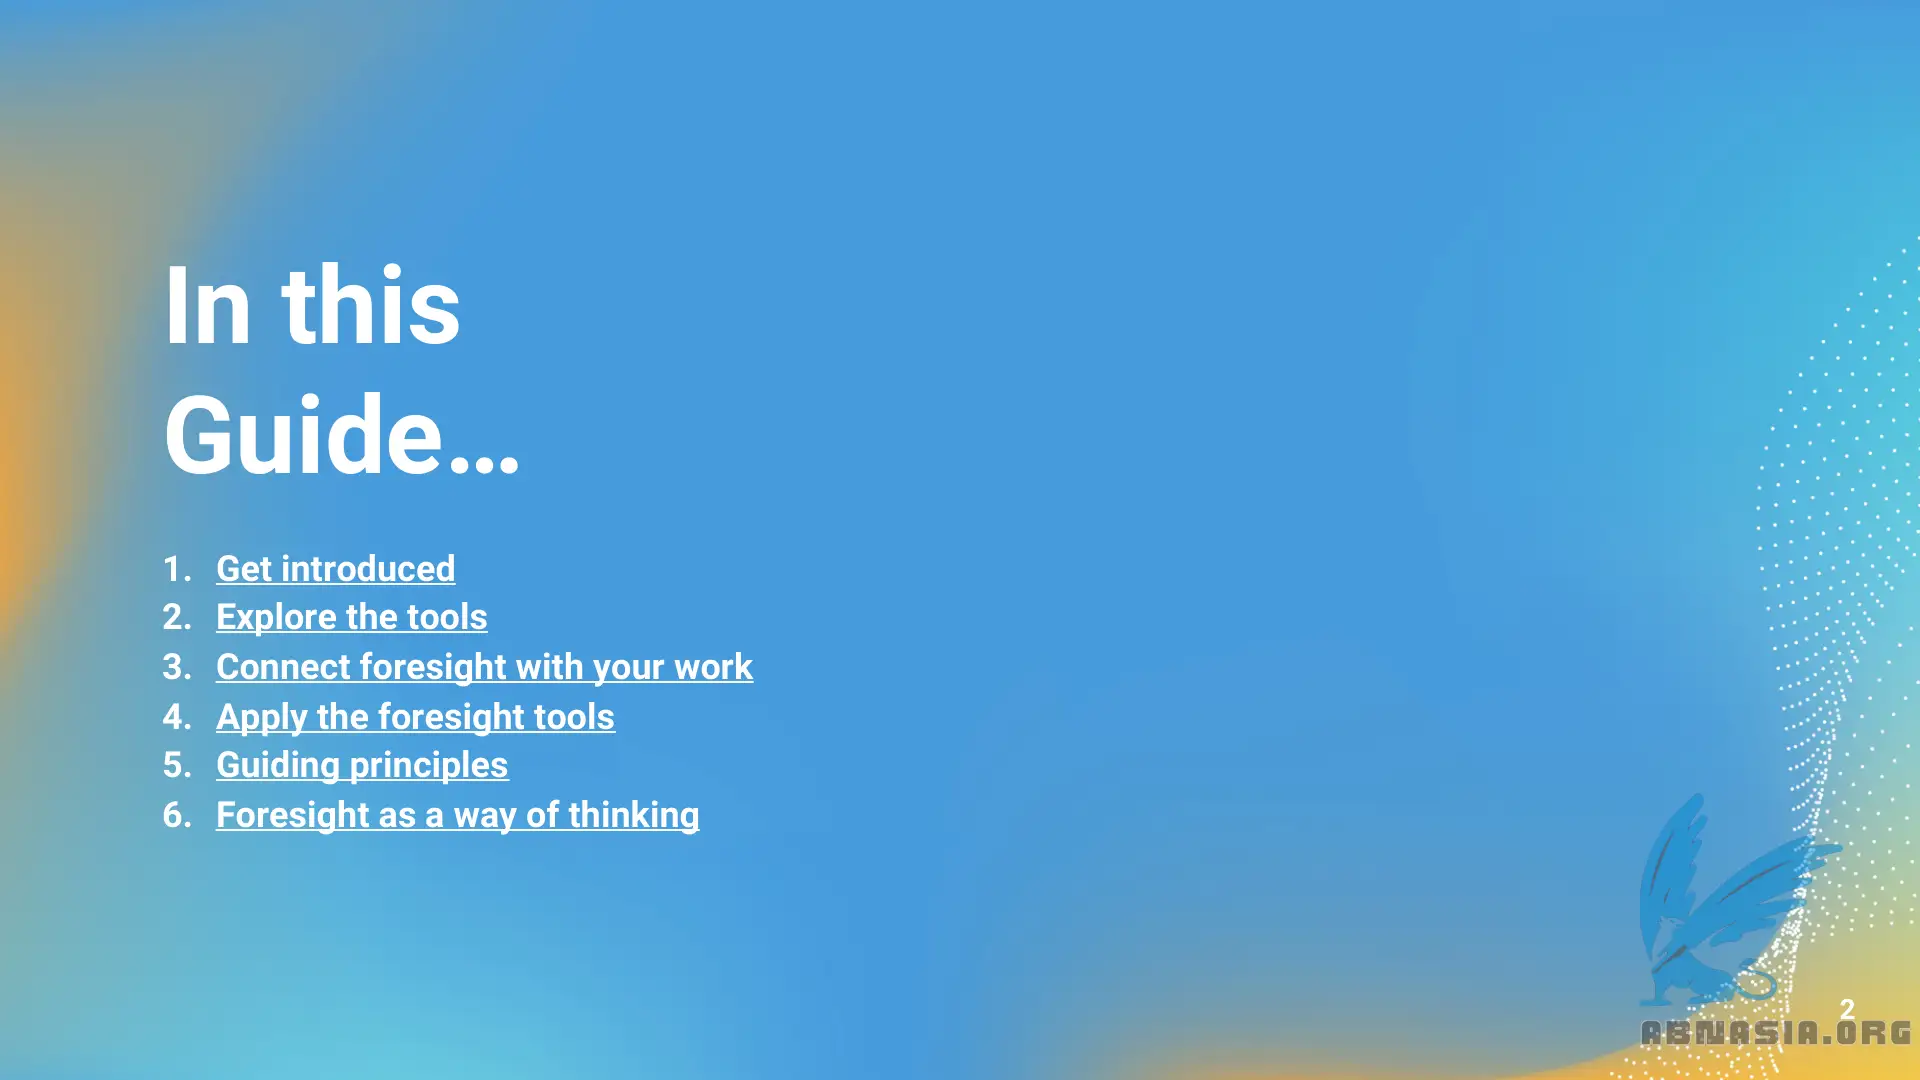 In this
Guide…
1. Get introduced
2. Explore the tools
3. Connect foresight with your work
4. Apply the foresight tools
5. Guiding principles
6. Foresight as a way of thinking
2
ABNASIA.ORG